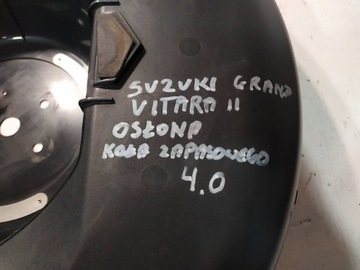 SUZUKI GRAND
VITARA II
OSŁONA
KOŁA ZAPASOWEGO
4.0